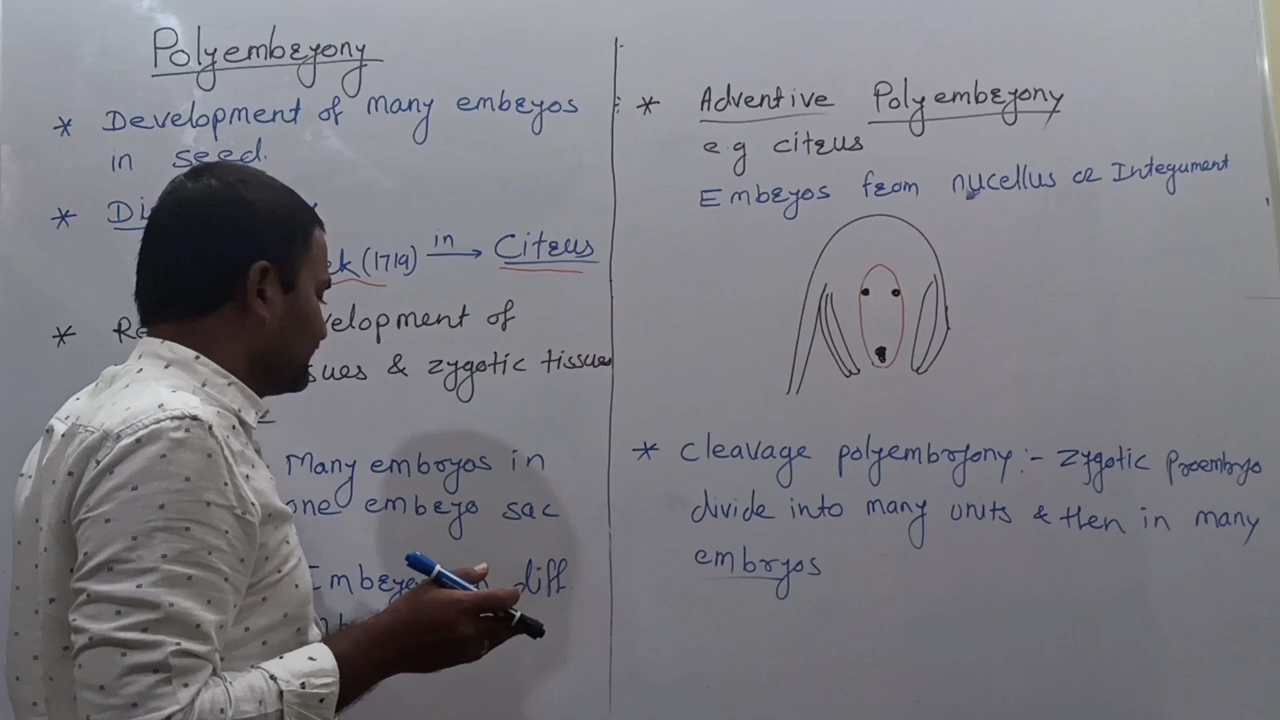 Polyembryony
* Development of many embryos
in seed.
* Di
ek (1719) in → Citrus
* Re velopment of
sues & zygotic tissues
Many embryos in
one embryo sac
diff
* Adventive Polyembryony
e.g citrus
Embryos from nucellus or Integument
* Cleavage polyembryony :- Zygotic Proembryo
divide into many units & then in many
embryos